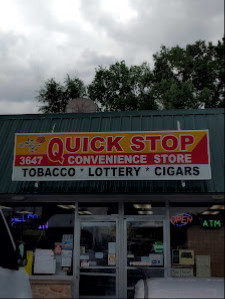 QUICK STOP
3647 CONVENIENCE STORE
TOBACCO * LOTTERY * CIGARS
OPEN
ATM